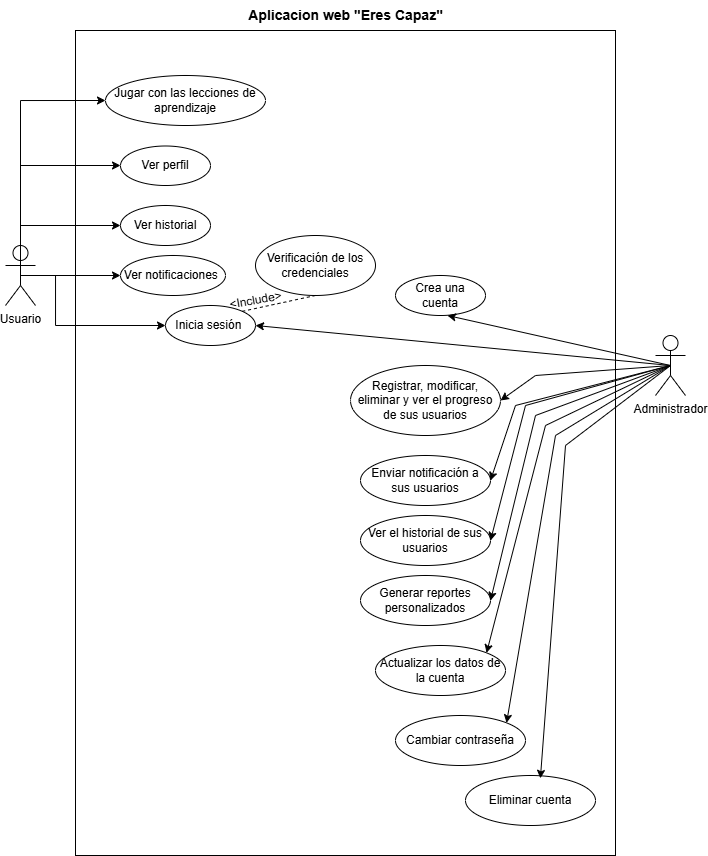 Aplicacion web "Eres Capaz"
Jugar con las lecciones de
aprendizaje
Ver perfil
Ver historial
Ver notificaciones
Usuario
Verificación de los
credenciales
<Include>
Inicia sesión
Crea una
cuenta
Administrador
Registrar, modificar,
eliminar y ver el progreso
de sus usuarios
Enviar notificación a
sus usuarios
Ver el historial de sus
usuarios
Generar reportes
personalizados
Actualizar los datos de
la cuenta
Cambiar contraseña
Eliminar cuenta